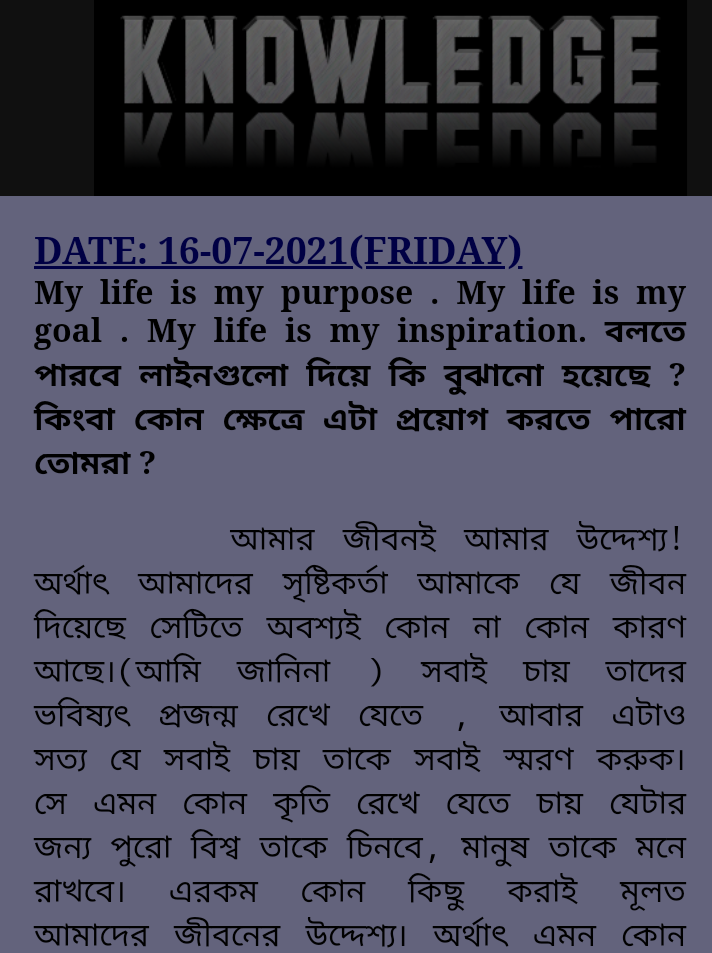 KNOWLEDGE
DATE: 16-07-2021(FRIDAY)
My life is my purpose . My life is my
goal . My life is my inspiration. বলতে
পারবে লাইনগুলো দিয়ে কি বুঝানো হয়েছে ?
কিংবা কোন ক্ষেত্রে এটা প্রয়োগ করতে পারো
তোমরা ?
আমার জীবনই আমার উদ্দেশ্য!
অর্থাৎ আমাদের সৃষ্টিকর্তা আমাকে যে জীবন
দিয়েছে সেটিতে অবশ্যই কোন না কোন কারণ
আছে।(আমি জানিনা ) সবাই চায় তাদের
ভবিষ্যৎ প্রজন্ম রেখে যেতে , আবার এটাও
সত্য যে সবাই চায় তাকে সবাই স্মরণ করুক।
সে এমন কোন কৃতি রেখে যেতে চায় যেটার
জন্য পুরো বিশ্ব তাকে চিনবে, মানুষ তাকে মনে
রাখবে। এরকম কোন কিছু করাই মূলত
আমাদের জীবনের উদ্দেশ্য। অর্থাৎ এমন কোন